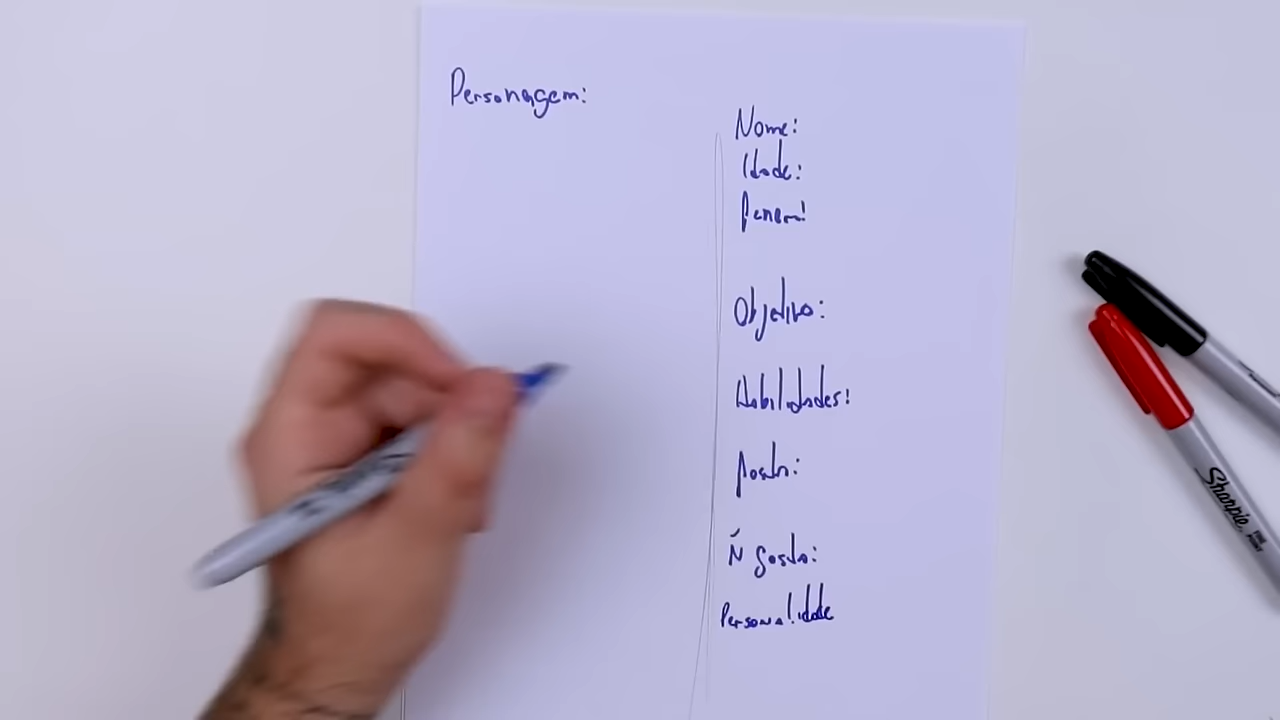 Personagem:
Nome:
Idade:
Objetivo:
Habilidades:
Gosta:
Ñ gosta:
Personalidade
Sharpie